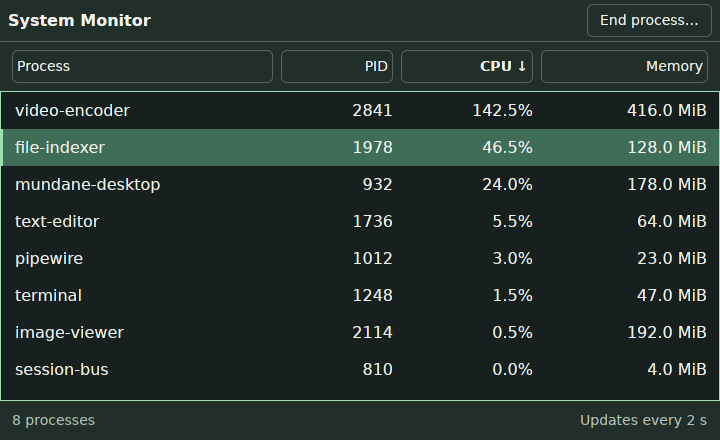 System Monitor End process...
Process PID CPU ↓ Memory
video-encoder 2841 142.5% 416.0 MiB
file-indexer 1978 46.5% 128.0 MiB
mundane-desktop 932 24.0% 178.0 MiB
text-editor 1736 5.5% 64.0 MiB
pipewire 1012 3.0% 23.0 MiB
terminal 1248 1.5% 47.0 MiB
image-viewer 2114 0.5% 192.0 MiB
session-bus 810 0.0% 4.0 MiB
8 processes Updates every 2 s